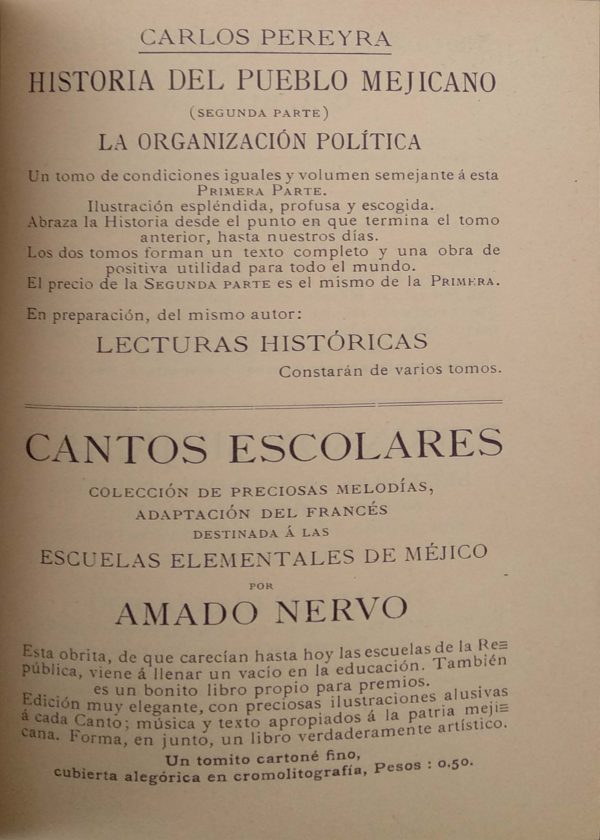 CARLOS PEREYRA
HISTORIA DEL PUEBLO MEJICANO
(SEGUNDA PARTE)
LA ORGANIZACIÓN POLÍTICA
Un tomo de condiciones iguales y volumen semejante á esta
PRIMERA PARTE.
Ilustración espléndida, profusa y escogida.
Abraza la Historia desde el punto en que termina el tomo
anterior, hasta nuestros días.
Los dos tomos forman un texto completo y una obra de
positiva utilidad para todo el mundo.
El precio de la SEGUNDA PARTE es el mismo de la PRIMERA.
En preparación, del mismo autor:
LECTURAS HISTÓRICAS
Constarán de varios tomos.
CANTOS ESCOLARES
COLECCIÓN DE PRECIOSAS MELODÍAS,
ADAPTACIÓN DEL FRANCÉS
DESTINADA Á LAS
ESCUELAS ELEMENTALES DE MÉJICO
POR
AMADO NERVO
Esta obrita, de que carecían hasta hoy las escuelas de la Re=
pública, viene á llenar un vacío en la educación. También
es un bonito libro propio para premios.
Edición muy elegante, con preciosas ilustraciones alusivas
á cada Canto; música y texto apropiados á la patria meji=
cana. Forma, en junto, un libro verdaderamente artístico.
Un tomito cartoné fino,
cubierta alegórica en cromolitografía, Pesos : 0.50.